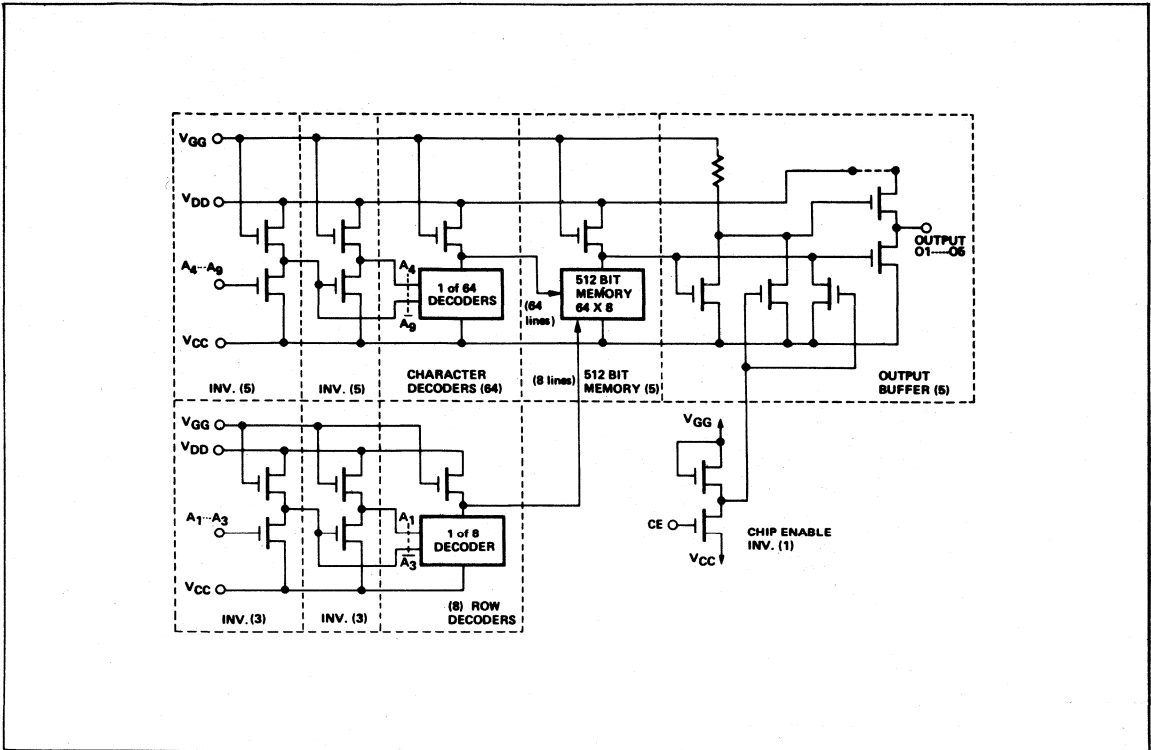 VGG
VDD
A4...A9
VCC
INV. (5)
INV. (5)
A4
A̅9
1 of 64
DECODERS
CHARACTER
DECODERS (64)
(64
lines)
512 BIT
MEMORY
64 X 8
(8 lines)
512 BIT
MEMORY (5)
OUTPUT
O1-----O5
OUTPUT
BUFFER (5)
VGG
VDD
A1...A3
VCC
INV. (3)
INV. (3)
A1
A̅3
1 of 8
DECODER
(8) ROW
DECODERS
VGG
CE
VCC
CHIP ENABLE
INV. (1)